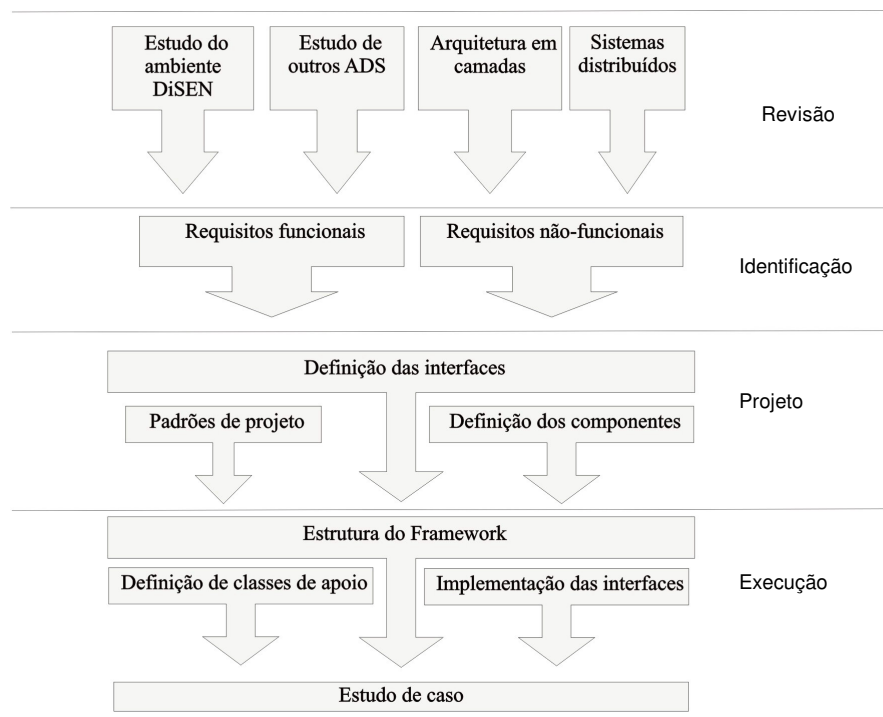 Estudo do
ambiente
DiSEN
Estudo de
outros ADS
Arquitetura em
camadas
Sistemas
distribuídos
Revisão
Requisitos funcionais
Requisitos não-funcionais
Identificação
Definição das interfaces
Padrões de projeto
Definição dos componentes
Projeto
Estrutura do Framework
Definição de classes de apoio
Implementação das interfaces
Execução
Estudo de caso